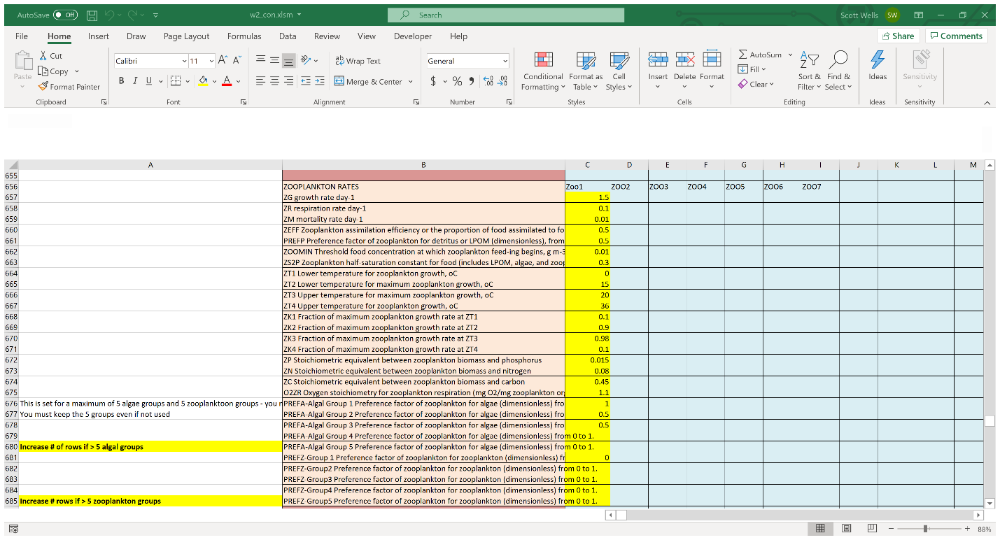 AutoSave Off w2_con.xlsm Search Scott Wells SW
File Home Insert Draw Page Layout Formulas Data Review View Developer Help Share Comments
Paste Cut Copy Format Painter Clipboard
Calibri 11 A A B I U A Font
Wrap Text Merge & Center Alignment
General $ % Number
Conditional Formatting Format as Table Cell Styles Styles
Insert Delete Format Cells
AutoSum Fill Clear Sort & Filter Find & Select Editing
Ideas Ideas
Sensitivity Sensitivity
A B C D E F G H I J K L M
655
656 ZOOPLANKTON RATES Zoo1 ZOO2 ZOO3 ZOO4 ZOO5 ZOO6 ZOO7
657 ZG growth rate day-1 1.5
658 ZR respiration rate day-1 0.1
659 ZM mortality rate day-1 0.01
660 ZEFF Zooplankton assimilation efficiency or the proportion of food assimilated to fo 0.5
661 PREFP Preference factor of zooplankton for detritus or LPOM (dimensionless), from 0.5
662 ZOOMIN Threshold food concentration at which zooplankton feed-ing begins, g m-3 0.01
663 ZS2P Zooplankton half-saturation constant for food (includes LPOM, algae, and zoop 0.3
664 ZT1 Lower temperature for zooplankton growth, oC 0
665 ZT2 Lower temperature for maximum zooplankton growth, oC 15
666 ZT3 Upper temperature for maximum zooplankton growth, oC 20
667 ZT4 Upper temperature for zooplankton growth, oC 36
668 ZK1 Fraction of maximum zooplankton growth rate at ZT1 0.1
669 ZK2 Fraction of maximum zooplankton growth rate at ZT2 0.9
670 ZK3 Fraction of maximum zooplankton growth rate at ZT3 0.98
671 ZK4 Fraction of maximum zooplankton growth rate at ZT4 0.1
672 ZP Stoichiometric equivalent between zooplankton biomass and phosphorus 0.015
673 ZN Stoichiometric equivalent between zooplankton biomass and nitrogen 0.08
674 ZC Stoichiometric equivalent between zooplankton biomass and carbon 0.45
675 O2ZR Oxygen stoichiometry for zooplankton respiration (mg O2/mg zooplankton org 1.1
676 This is set for a maximum of 5 algae groups and 5 zooplanktoon groups - you n PREFA-Algal Group 1 Preference factor of zooplankton for algae (dimensionless) fro 1
677 You must keep the 5 groups even if not used PREFA-Algal Group 2 Preference factor of zooplankton for algae (dimensionless) fro 0.5
678 PREFA-Algal Group 3 Preference factor of zooplankton for algae (dimensionless) fro 0.5
679 PREFA-Algal Group 4 Preference factor of zooplankton for algae (dimensionless) from 0 to 1.
680 Increase # of rows if > 5 algal groups PREFA-Algal Group 5 Preference factor of zooplankton for algae (dimensionless) from 0 to 1.
681 PREFZ-Group 1 Preference factor of zooplankton for zooplankton (dimensionless) fr 0
682 PREFZ-Group2 Preference factor of zooplankton for zooplankton (dimensionless) from 0 to 1.
683 PREFZ-Group3 Preference factor of zooplankton for zooplankton (dimensionless) from 0 to 1.
684 PREFZ-Group4 Preference factor of zooplankton for zooplankton (dimensionless) from 0 to 1.
685 Increase # rows if > 5 zooplankton groups PREFZ-Group5 Preference factor of zooplankton for zooplankton (dimensionless) from 0 to 1.
88%